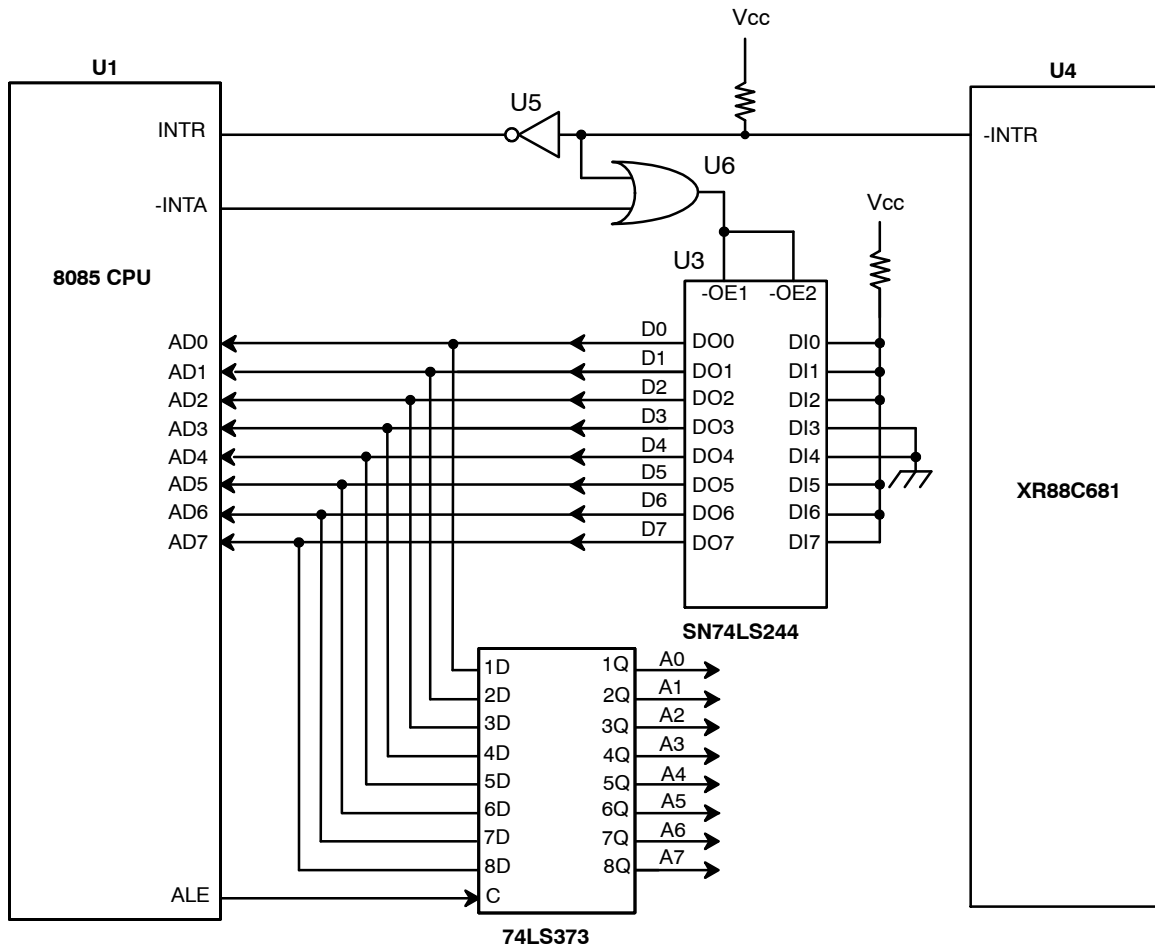 Vcc
U1
U4
U5
INTR
-INTR
U6
-INTA
Vcc
8085 CPU
U3
-OE1 -OE2
AD0 D0 DO0 DI0
AD1 D1 DO1 DI1
AD2 D2 DO2 DI2
AD3 D3 DO3 DI3
AD4 D4 DO4 DI4
AD5 D5 DO5 DI5
AD6 D6 DO6 DI6
AD7 D7 DO7 DI7
XR88C681
SN74LS244
1D 1Q A0
2D 2Q A1
3D 3Q A2
4D 4Q A3
5D 5Q A4
6D 6Q A5
7D 7Q A6
8D 8Q A7
ALE C
74LS373